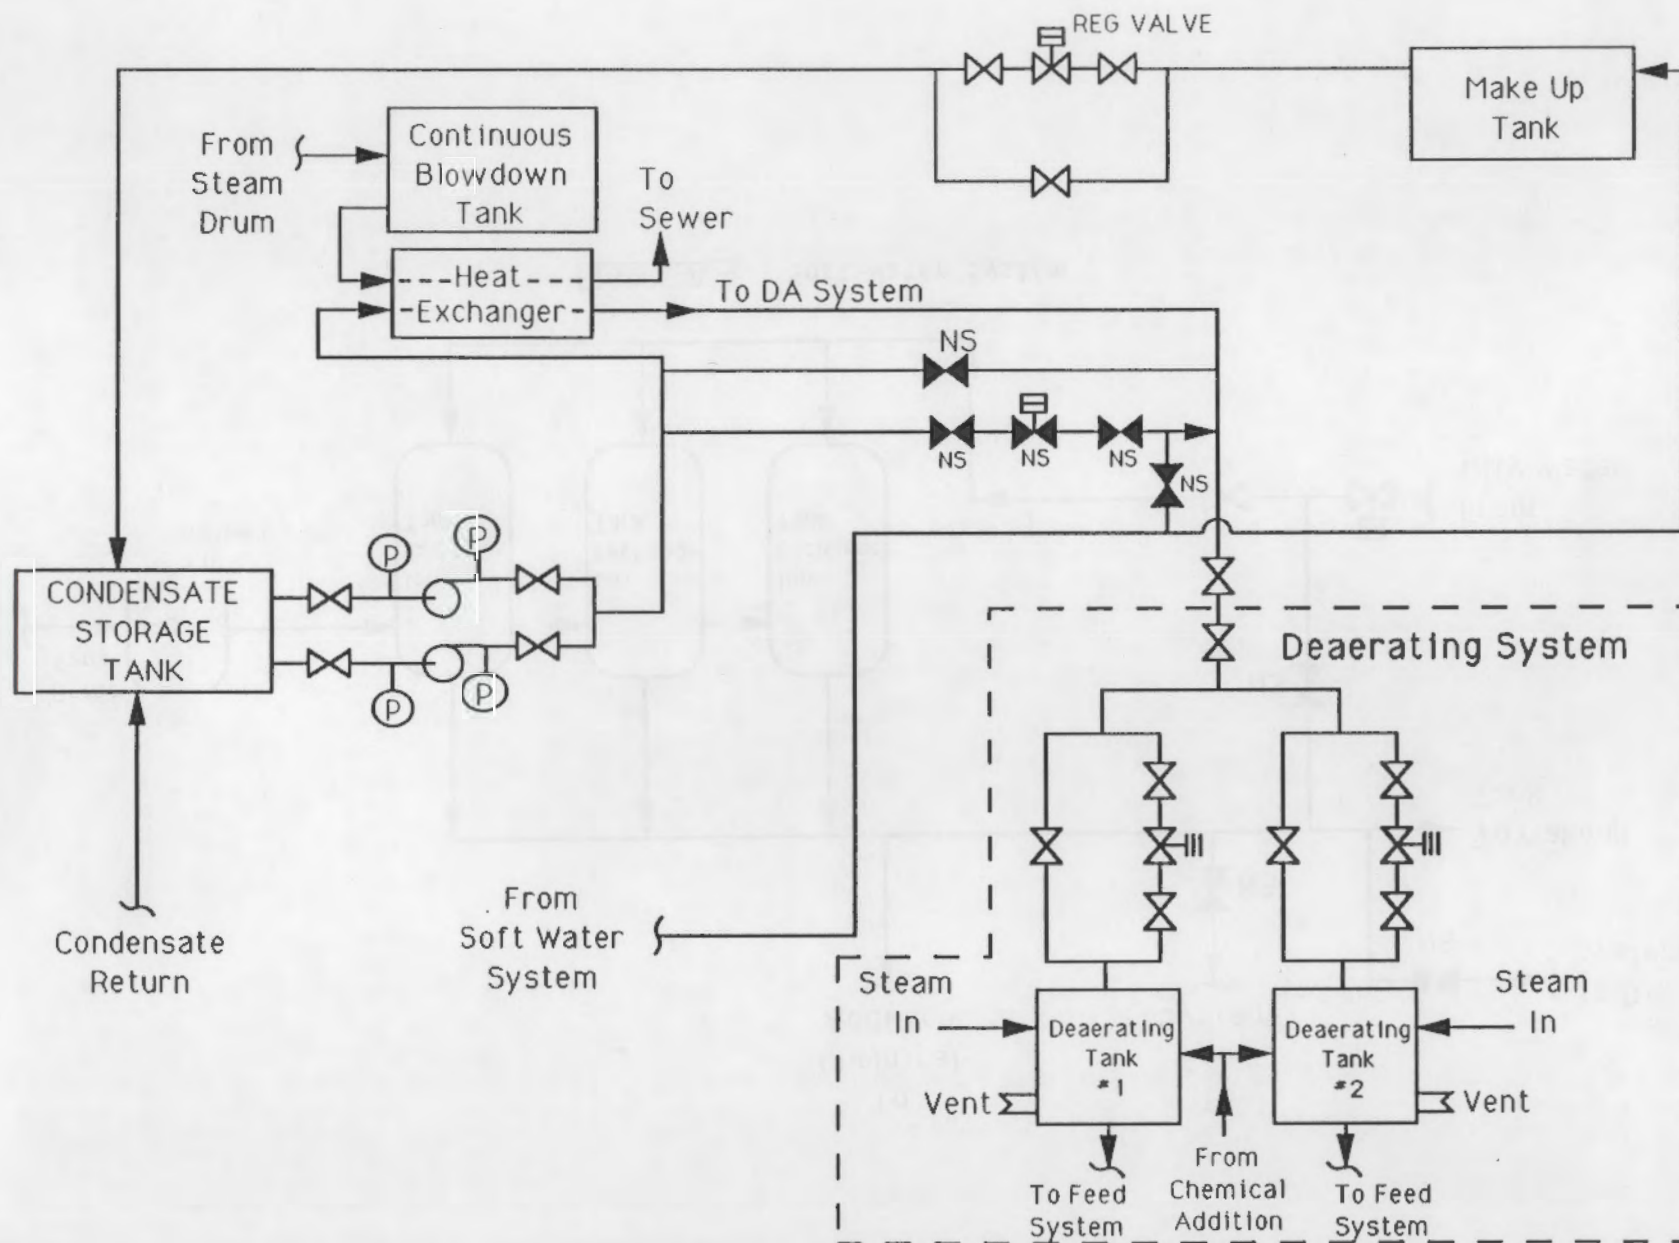 REG VALVE
Make Up
Tank
From
Steam
Drum
Continuous
Blowdown
Tank
To
Sewer
Heat
Exchanger
To DA System
NS
NS
NS
NS
NS
P
P
CONDENSATE
STORAGE
TANK
P
P
Deaerating System
Condensate
Return
From
Soft Water
System
Steam
In
Steam
In
Deaerating
Tank
#1
Deaerating
Tank
#2
Vent
Vent
To Feed
System
From
Chemical
Addition
To Feed
System